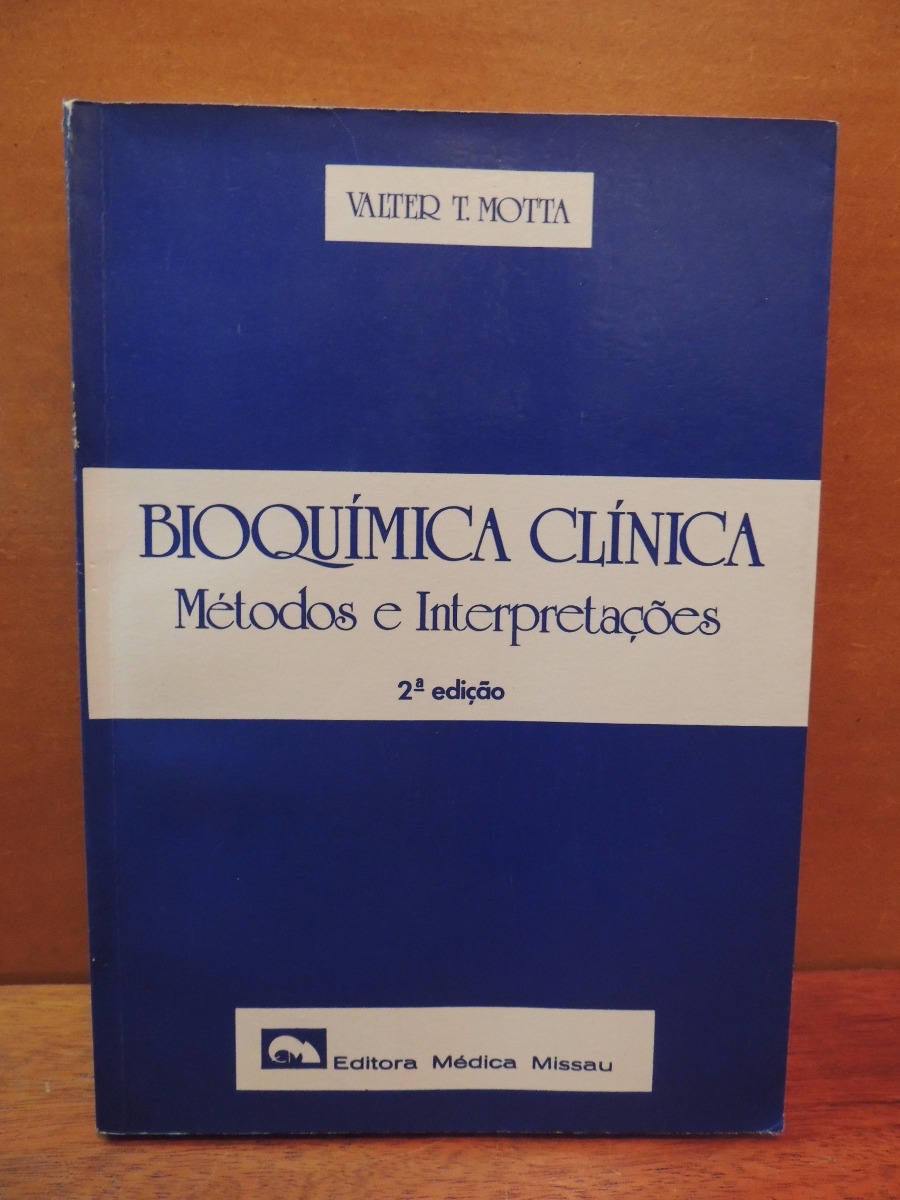 VALTER T. MOTTA
BIOQUÍMICA CLÍNICA
Métodos e Interpretações
2ª edição
Editora Médica Missau